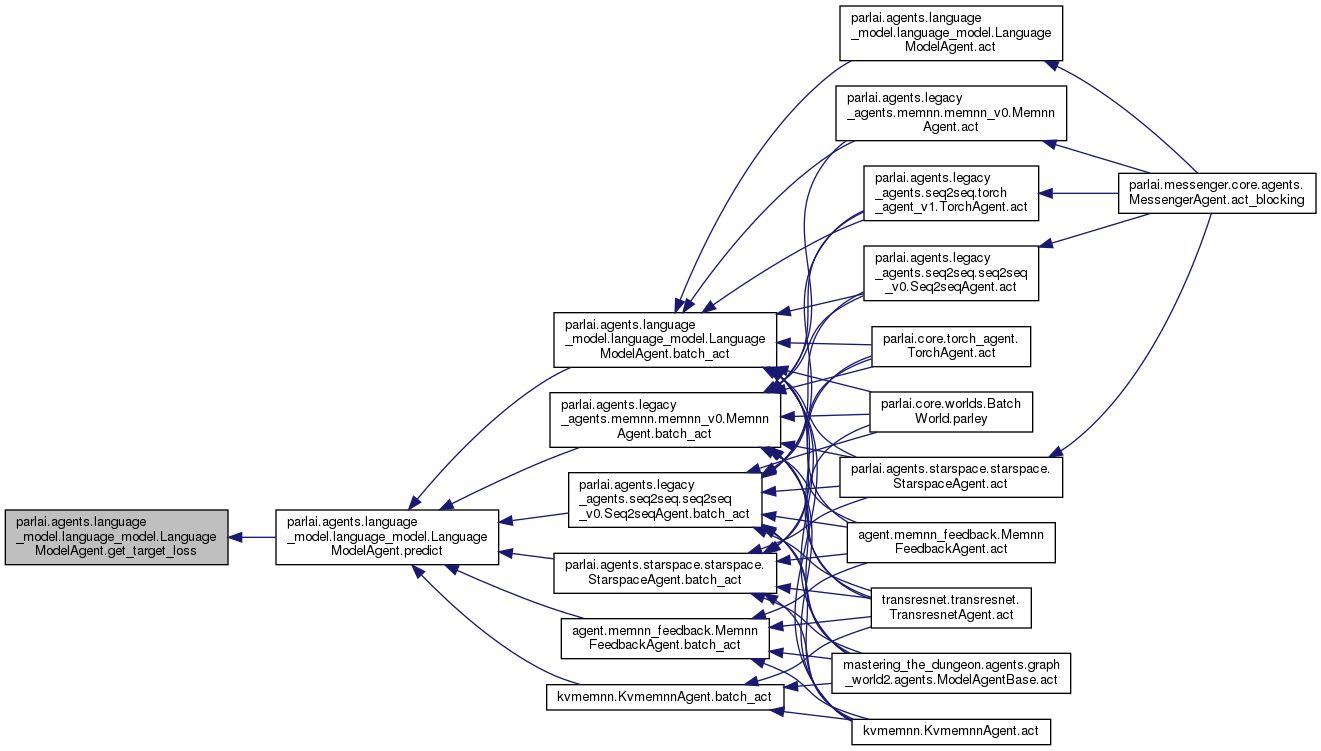 parlai.agents.language
_model.language_model.Language
ModelAgent.get_target_loss
parlai.agents.language
_model.language_model.Language
ModelAgent.predict
parlai.agents.language
_model.language_model.Language
ModelAgent.batch_act
parlai.agents.legacy
_agents.memnn.memnn_v0.Memnn
Agent.batch_act
parlai.agents.legacy
_agents.seq2seq.seq2seq
_v0.Seq2seqAgent.batch_act
parlai.agents.starspace.starspace.
StarspaceAgent.batch_act
agent.memnn_feedback.Memnn
FeedbackAgent.batch_act
kvmemnn.KvmemnnAgent.batch_act
parlai.agents.language
_model.language_model.Language
ModelAgent.act
parlai.agents.legacy
_agents.memnn.memnn_v0.Memnn
Agent.act
parlai.agents.legacy
_agents.seq2seq.torch
_agent_v1.TorchAgent.act
parlai.agents.legacy
_agents.seq2seq.seq2seq
_v0.Seq2seqAgent.act
parlai.core.torch_agent.
TorchAgent.act
parlai.core.worlds.Batch
World.parley
parlai.agents.starspace.starspace.
StarspaceAgent.act
agent.memnn_feedback.Memnn
FeedbackAgent.act
transresnet.transresnet.
TransresnetAgent.act
mastering_the_dungeon.agents.graph
_world2.agents.ModelAgentBase.act
kvmemnn.KvmemnnAgent.act
parlai.messenger.core.agents.
MessengerAgent.act_blocking